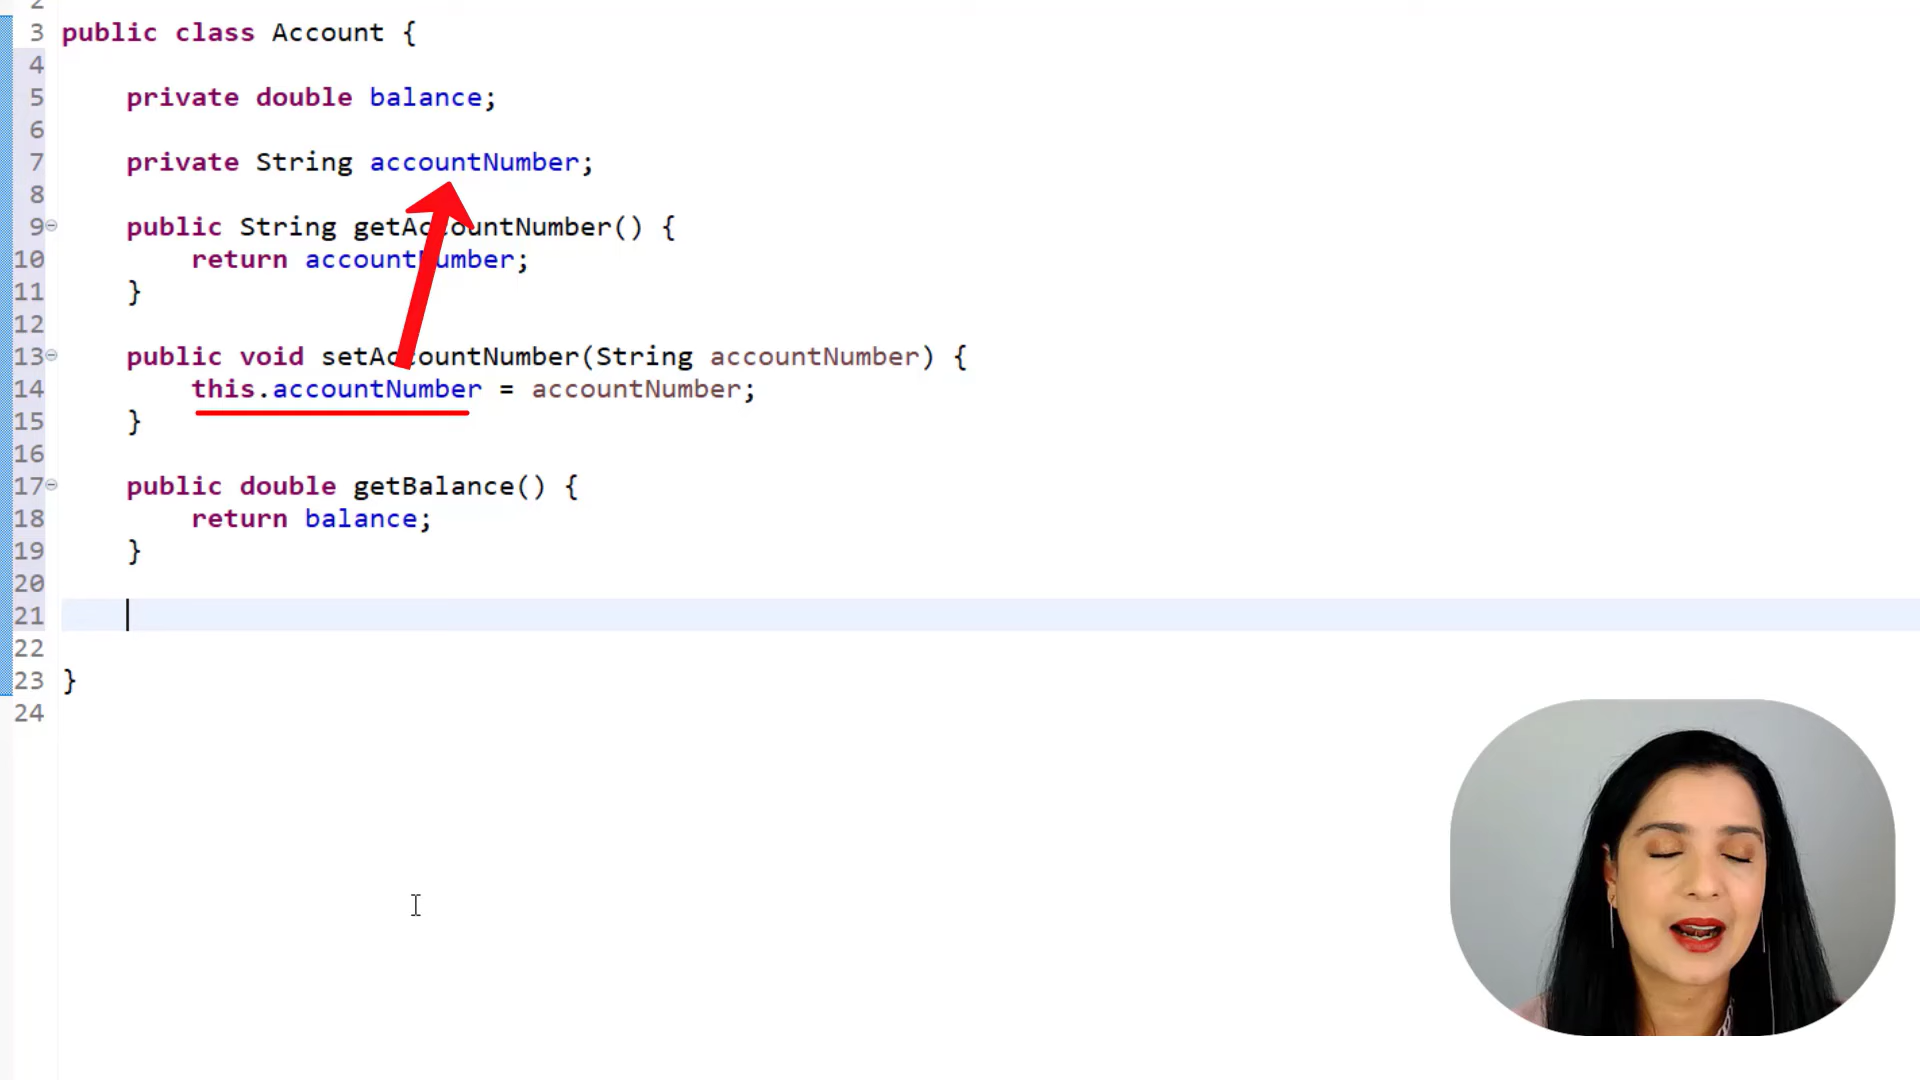 2
3 public class Account {
4
5 private double balance;
6
7 private String accountNumber;
8
9 public String getAccountNumber() {
10 return accountNumber;
11 }
12
13 public void setAccountNumber(String accountNumber) {
14 this.accountNumber = accountNumber;
15 }
16
17 public double getBalance() {
18 return balance;
19 }
20
21
22
23 }
24